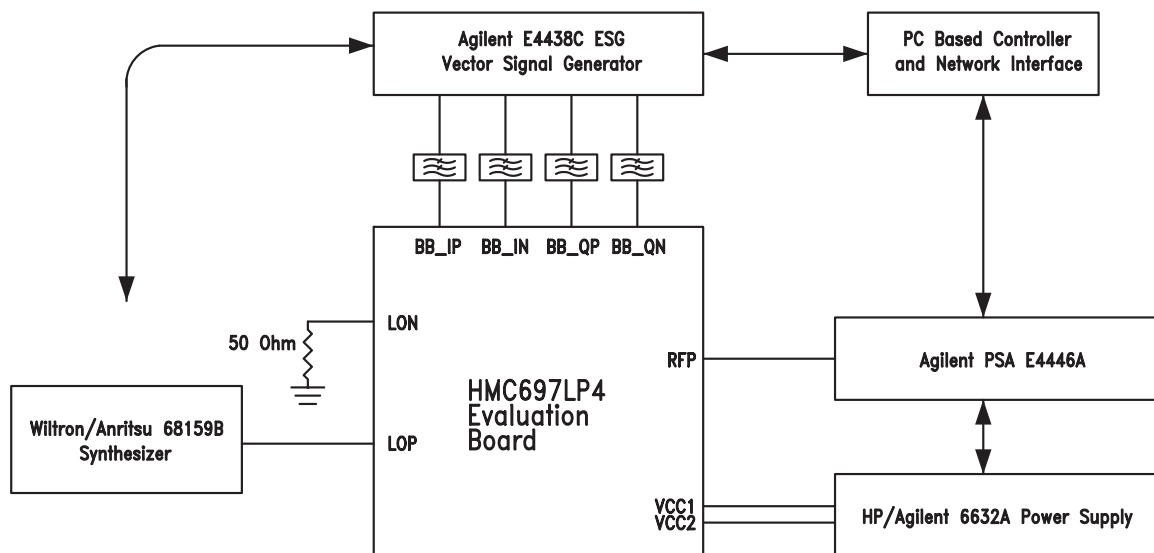 Agilent E4438C ESG
Vector Signal Generator
PC Based Controller
and Network Interface
BB_IP BB_IN BB_QP BB_QN
LON
50 Ohm
RFP
Agilent PSA E4446A
HMC697LP4
Evaluation
Board
Wiltron/Anritsu 68159B
Synthesizer
LOP
VCC1
VCC2
HP/Agilent 6632A Power Supply